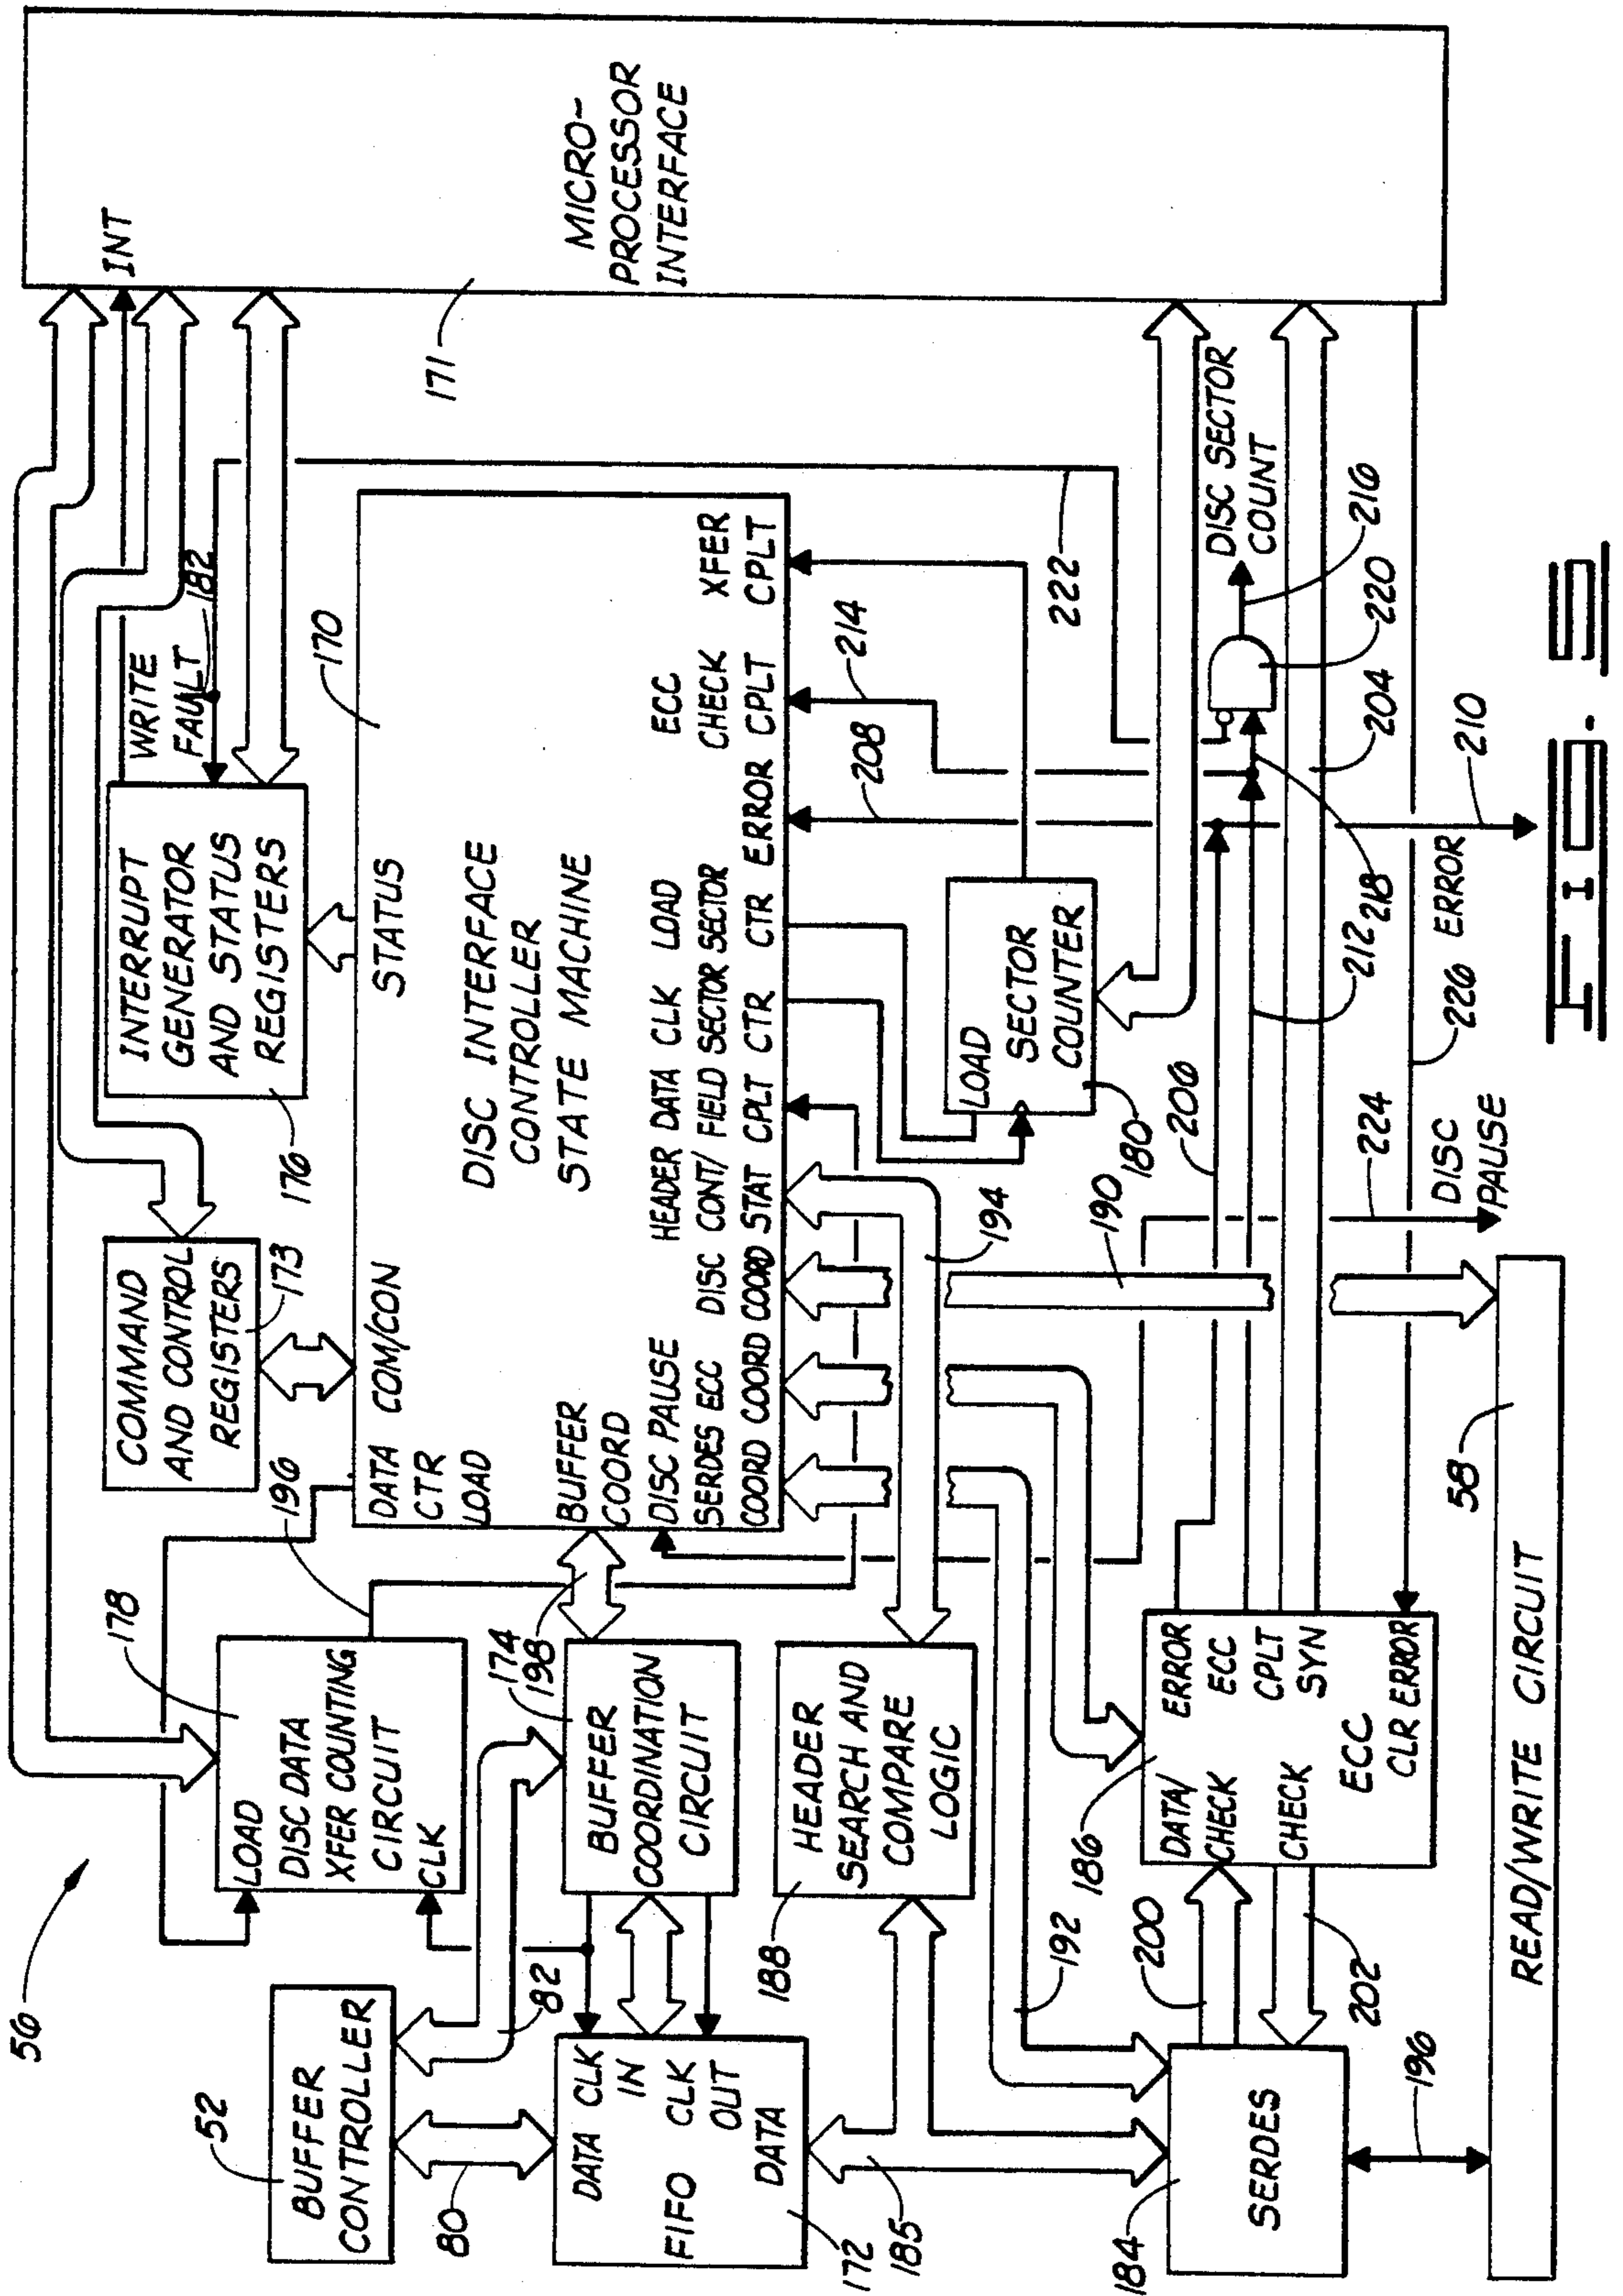 56
52
BUFFER
CONTROLLER
80
82
178
LOAD
DISC DATA
XFER COUNTING
CIRCUIT
CLK
196
COMMAND
AND CONTROL
REGISTERS
173
176
INTERRUPT
GENERATOR
AND STATUS
REGISTERS
WRITE
FAULT
182
INT
171
MICRO-
PROCESSOR
INTERFACE
DATA CLK
IN
FIFO CLK
OUT
DATA
172
185
174
198
BUFFER
COORDINATION
CIRCUIT
170
DATA COM/CON
CTR
LOAD
STATUS
DISC INTERFACE
CONTROLLER
STATE MACHINE
BUFFER
COORD
DISC PAUSE HEADER DATA CLK LOAD ECC
SERDES ECC DISC CONT/ FIELD SECTOR SECTOR CHECK XFER
COORD COORD COORD STAT CPLT CTR CTR ERROR CPLT CPLT
188
HEADER
SEARCH AND
COMPARE
LOGIC
194
LOAD
SECTOR
COUNTER
180
208
214
222
190
206
192
184
SERDES
200
202
186
DATA/
CHECK
CHECK
ERROR
ECC
CPLT
SYN
ECC
CLR ERROR
212
218
DISC SECTOR
COUNT
216
220
204
210
ERROR
226
224
DISC
PAUSE
196
58
READ/WRITE CIRCUIT
FIG. 9